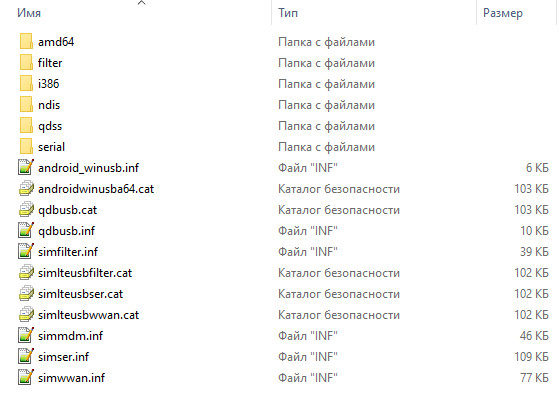 Имя Тип Размер
amd64 Папка с файлами
filter Папка с файлами
i386 Папка с файлами
ndis Папка с файлами
qdss Папка с файлами
serial Папка с файлами
android_winusb.inf Файл "INF" 6 КБ
androidwinusba64.cat Каталог безопасности 103 КБ
qdbusb.cat Каталог безопасности 103 КБ
qdbusb.inf Файл "INF" 10 КБ
simfilter.inf Файл "INF" 39 КБ
simlteusbfilter.cat Каталог безопасности 102 КБ
simlteusbser.cat Каталог безопасности 102 КБ
simlteusbwwan.cat Каталог безопасности 102 КБ
simmdm.inf Файл "INF" 46 КБ
simser.inf Файл "INF" 109 КБ
simwwan.inf Файл "INF" 77 КБ